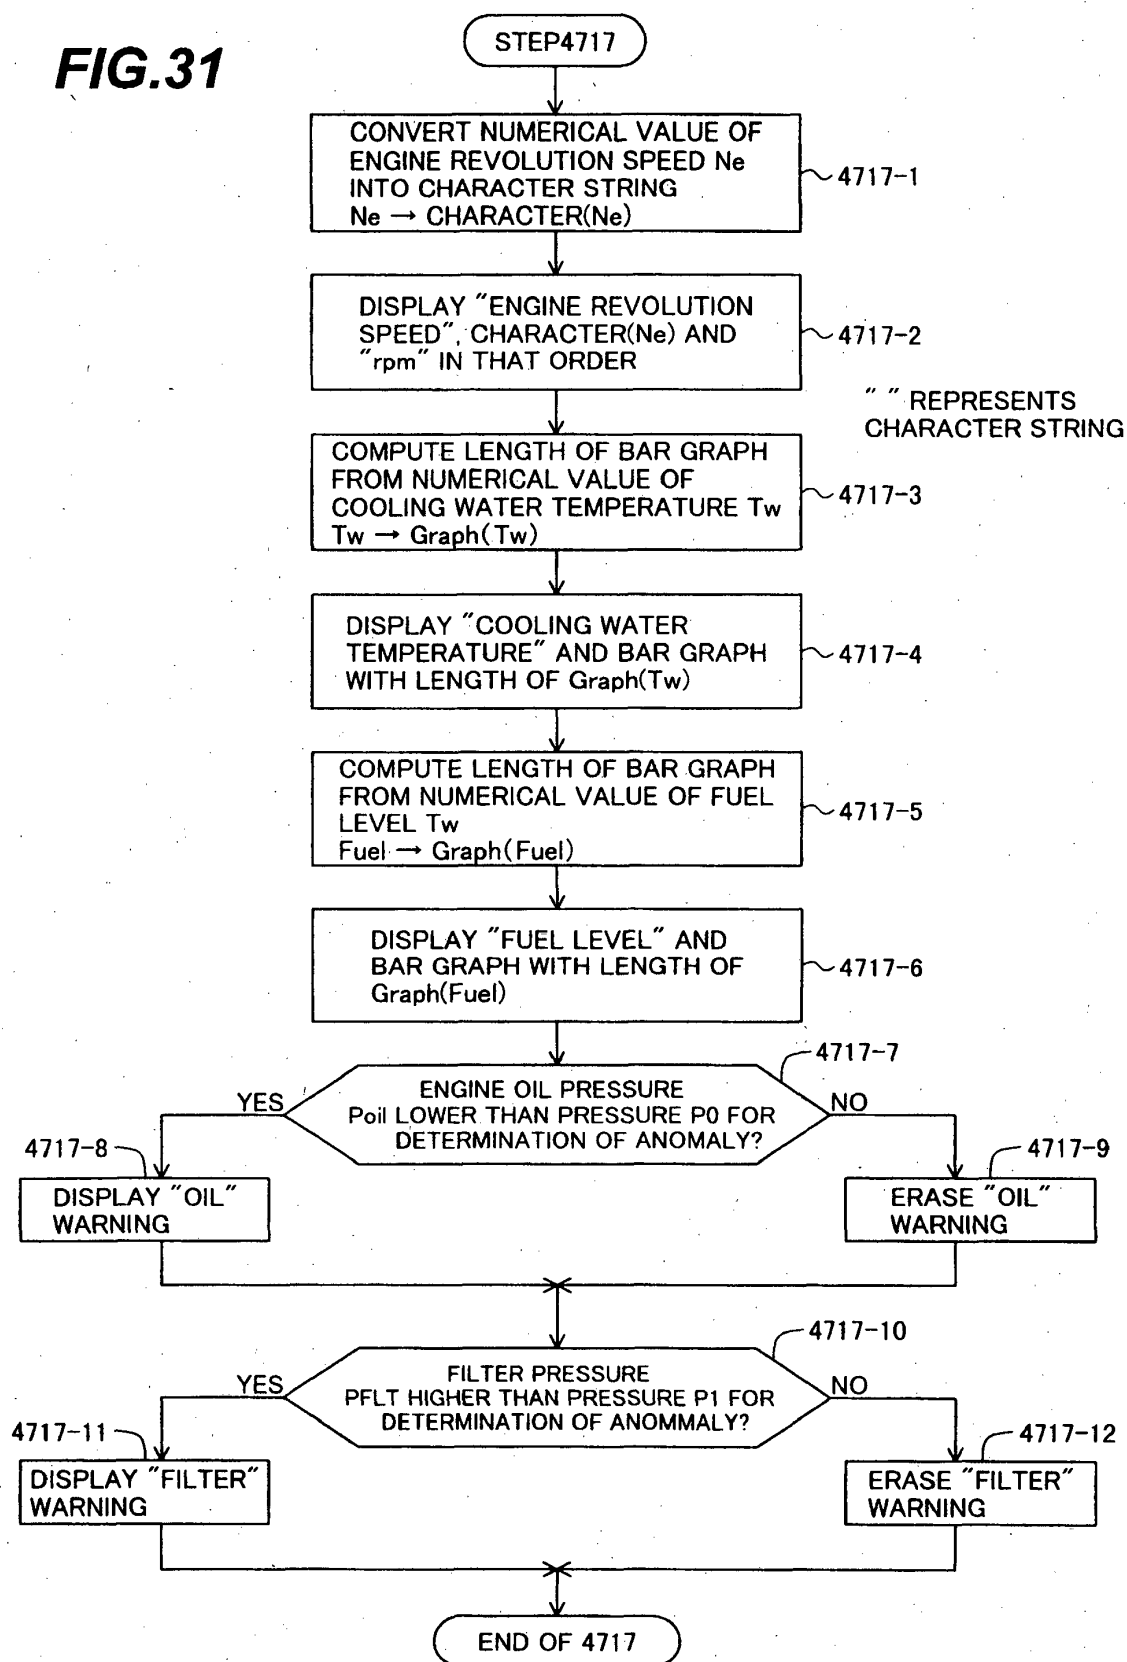 FIG.31
STEP4717
CONVERT NUMERICAL VALUE OF
ENGINE REVOLUTION SPEED Ne
INTO CHARACTER STRING
Ne → CHARACTER(Ne)
4717-1
DISPLAY "ENGINE REVOLUTION
SPEED", CHARACTER(Ne) AND
"rpm" IN THAT ORDER
4717-2
" " REPRESENTS
CHARACTER STRING
COMPUTE LENGTH OF BAR GRAPH
FROM NUMERICAL VALUE OF
COOLING WATER TEMPERATURE Tw
Tw → Graph(Tw)
4717-3
DISPLAY "COOLING WATER
TEMPERATURE" AND BAR GRAPH
WITH LENGTH OF Graph(Tw)
4717-4
COMPUTE LENGTH OF BAR GRAPH
FROM NUMERICAL VALUE OF FUEL
LEVEL Tw
Fuel → Graph(Fuel)
4717-5
DISPLAY "FUEL LEVEL" AND
BAR GRAPH WITH LENGTH OF
Graph(Fuel)
4717-6
4717-7
ENGINE OIL PRESSURE
Poil LOWER THAN PRESSURE P0 FOR
DETERMINATION OF ANOMALY?
YES
NO
4717-8
DISPLAY "OIL"
WARNING
4717-9
ERASE "OIL"
WARNING
4717-10
FILTER PRESSURE
PFLT HIGHER THAN PRESSURE P1 FOR
DETERMINATION OF ANOMMALY?
YES
NO
4717-11
DISPLAY "FILTER"
WARNING
4717-12
ERASE "FILTER"
WARNING
END OF 4717